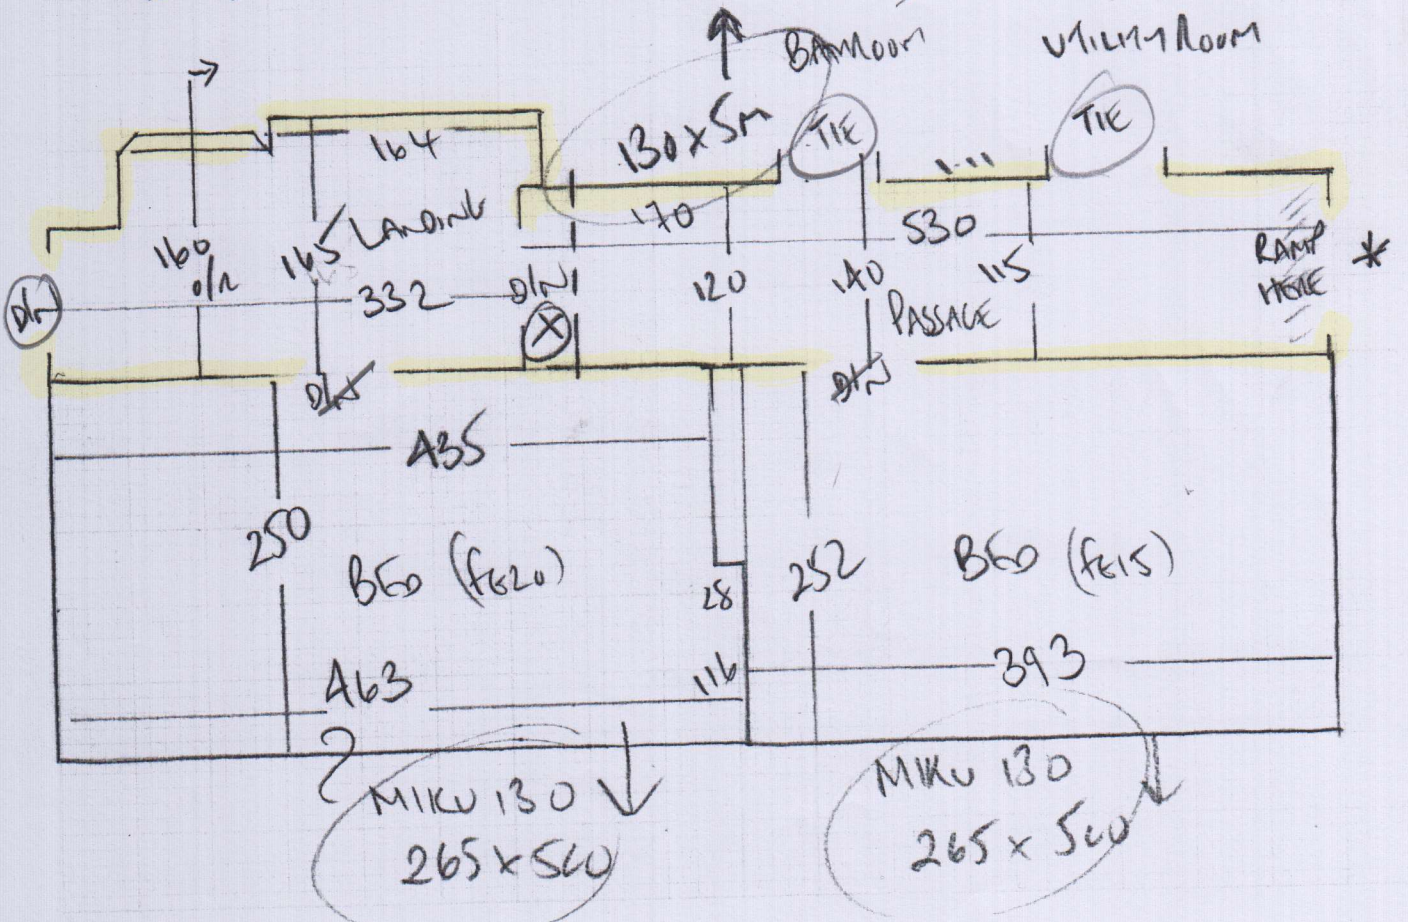 BATHROOM
UTILITY ROOM
130 x 5M
TIE
TIE
164
170
530
160
O/R
165
LANDING
332
D/N
D/N
120
140
115
PASSAGE
RAMP
HERE
*
X
D/N
D/N
435
250
BED (FE20)
28
252
BED (FE15)
463
116
393
MIKU 130
265 x 560
MIKU 130
265 x 560